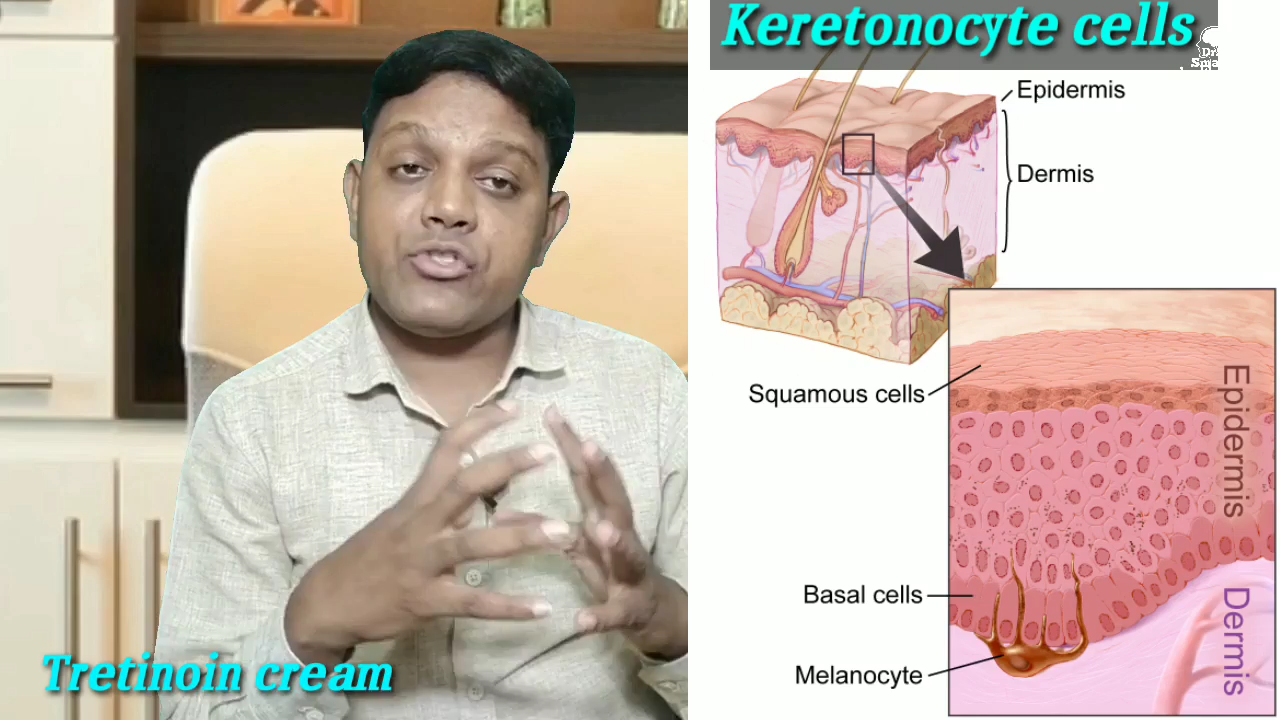 Keretonocyte cells
Epidermis
Dermis
Squamous cells
Epidermis
Basal cells
Dermis
Melanocyte
Tretinoin cream